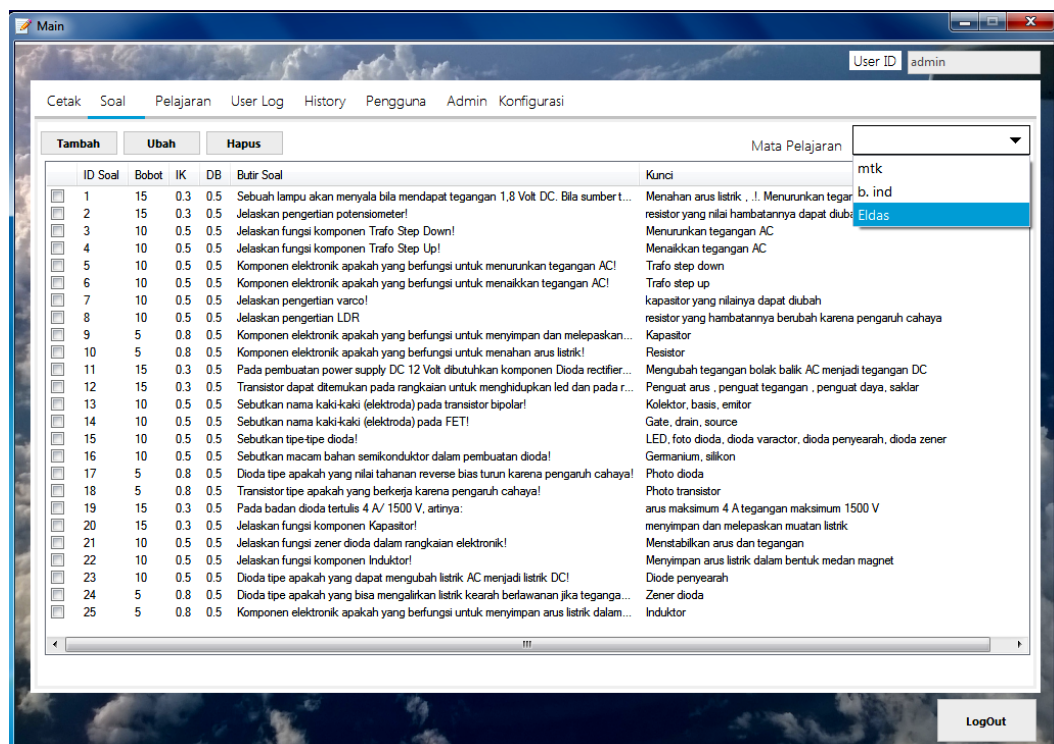 Main
User ID admin
Cetak Soal Pelajaran User Log History Pengguna Admin Konfigurasi
Tambah Ubah Hapus Mata Pelajaran
mtk
b. ind
Eldas
ID Soal Bobot IK DB Butir Soal Kunci
1 15 0.3 0.5 Sebuah lampu akan menyala bila mendapat tegangan 1,8 Volt DC. Bila sumber t... Menahan arus listrik , .!. Menurunkan tegar
2 15 0.3 0.5 Jelaskan pengertian potensiometer! resistor yang nilai hambatannya dapat diuba
3 10 0.5 0.5 Jelaskan fungsi komponen Trafo Step Down! Menurunkan tegangan AC
4 10 0.5 0.5 Jelaskan fungsi komponen Trafo Step Up! Menaikkan tegangan AC
5 10 0.5 0.5 Komponen elektronik apakah yang berfungsi untuk menurunkan tegangan AC! Trafo step down
6 10 0.5 0.5 Komponen elektronik apakah yang berfungsi untuk menaikkan tegangan AC! Trafo step up
7 10 0.5 0.5 Jelaskan pengertian varco! kapasitor yang nilainya dapat diubah
8 10 0.5 0.5 Jelaskan pengertian LDR resistor yang hambatannya berubah karena pengaruh cahaya
9 5 0.8 0.5 Komponen elektronik apakah yang berfungsi untuk menyimpan dan melepaskan... Kapasitor
10 5 0.8 0.5 Komponen elektronik apakah yang berfungsi untuk menahan arus listrik! Resistor
11 15 0.3 0.5 Pada pembuatan power supply DC 12 Volt dibutuhkan komponen Dioda rectifier... Mengubah tegangan bolak balik AC menjadi tegangan DC
12 15 0.3 0.5 Transistor dapat ditemukan pada rangkaian untuk menghidupkan led dan pada r... Penguat arus , penguat tegangan , penguat daya, saklar
13 10 0.5 0.5 Sebutkan nama kaki-kaki (elektroda) pada transistor bipolar! Kolektor, basis, emitor
14 10 0.5 0.5 Sebutkan nama kaki-kaki (elektroda) pada FET! Gate, drain, source
15 10 0.5 0.5 Sebutkan tipe-tipe dioda! LED, foto dioda, dioda varactor, dioda penyearah, dioda zener
16 10 0.5 0.5 Sebutkan macam bahan semikonduktor dalam pembuatan dioda! Germanium, silikon
17 5 0.8 0.5 Dioda tipe apakah yang nilai tahanan reverse bias turun karena pengaruh cahaya! Photo dioda
18 5 0.8 0.5 Transistor tipe apakah yang berkerja karena pengaruh cahaya! Photo transistor
19 15 0.3 0.5 Pada badan dioda tertulis 4 A/ 1500 V, artinya: arus maksimum 4 A tegangan maksimum 1500 V
20 15 0.3 0.5 Jelaskan fungsi komponen Kapasitor! menyimpan dan melepaskan muatan listrik
21 10 0.5 0.5 Jelaskan fungsi zener dioda dalam rangkaian elektronik! Menstabilkan arus dan tegangan
22 10 0.5 0.5 Jelaskan fungsi komponen Induktor! Menyimpan arus listrik dalam bentuk medan magnet
23 10 0.5 0.5 Dioda tipe apakah yang dapat mengubah listrik AC menjadi listrik DC! Diode penyearah
24 5 0.8 0.5 Dioda tipe apakah yang bisa mengalirkan listrik kearah berlawanan jika teganga... Zener dioda
25 5 0.8 0.5 Komponen elektronik apakah yang berfungsi untuk menyimpan arus listrik dalam... Induktor
LogOut